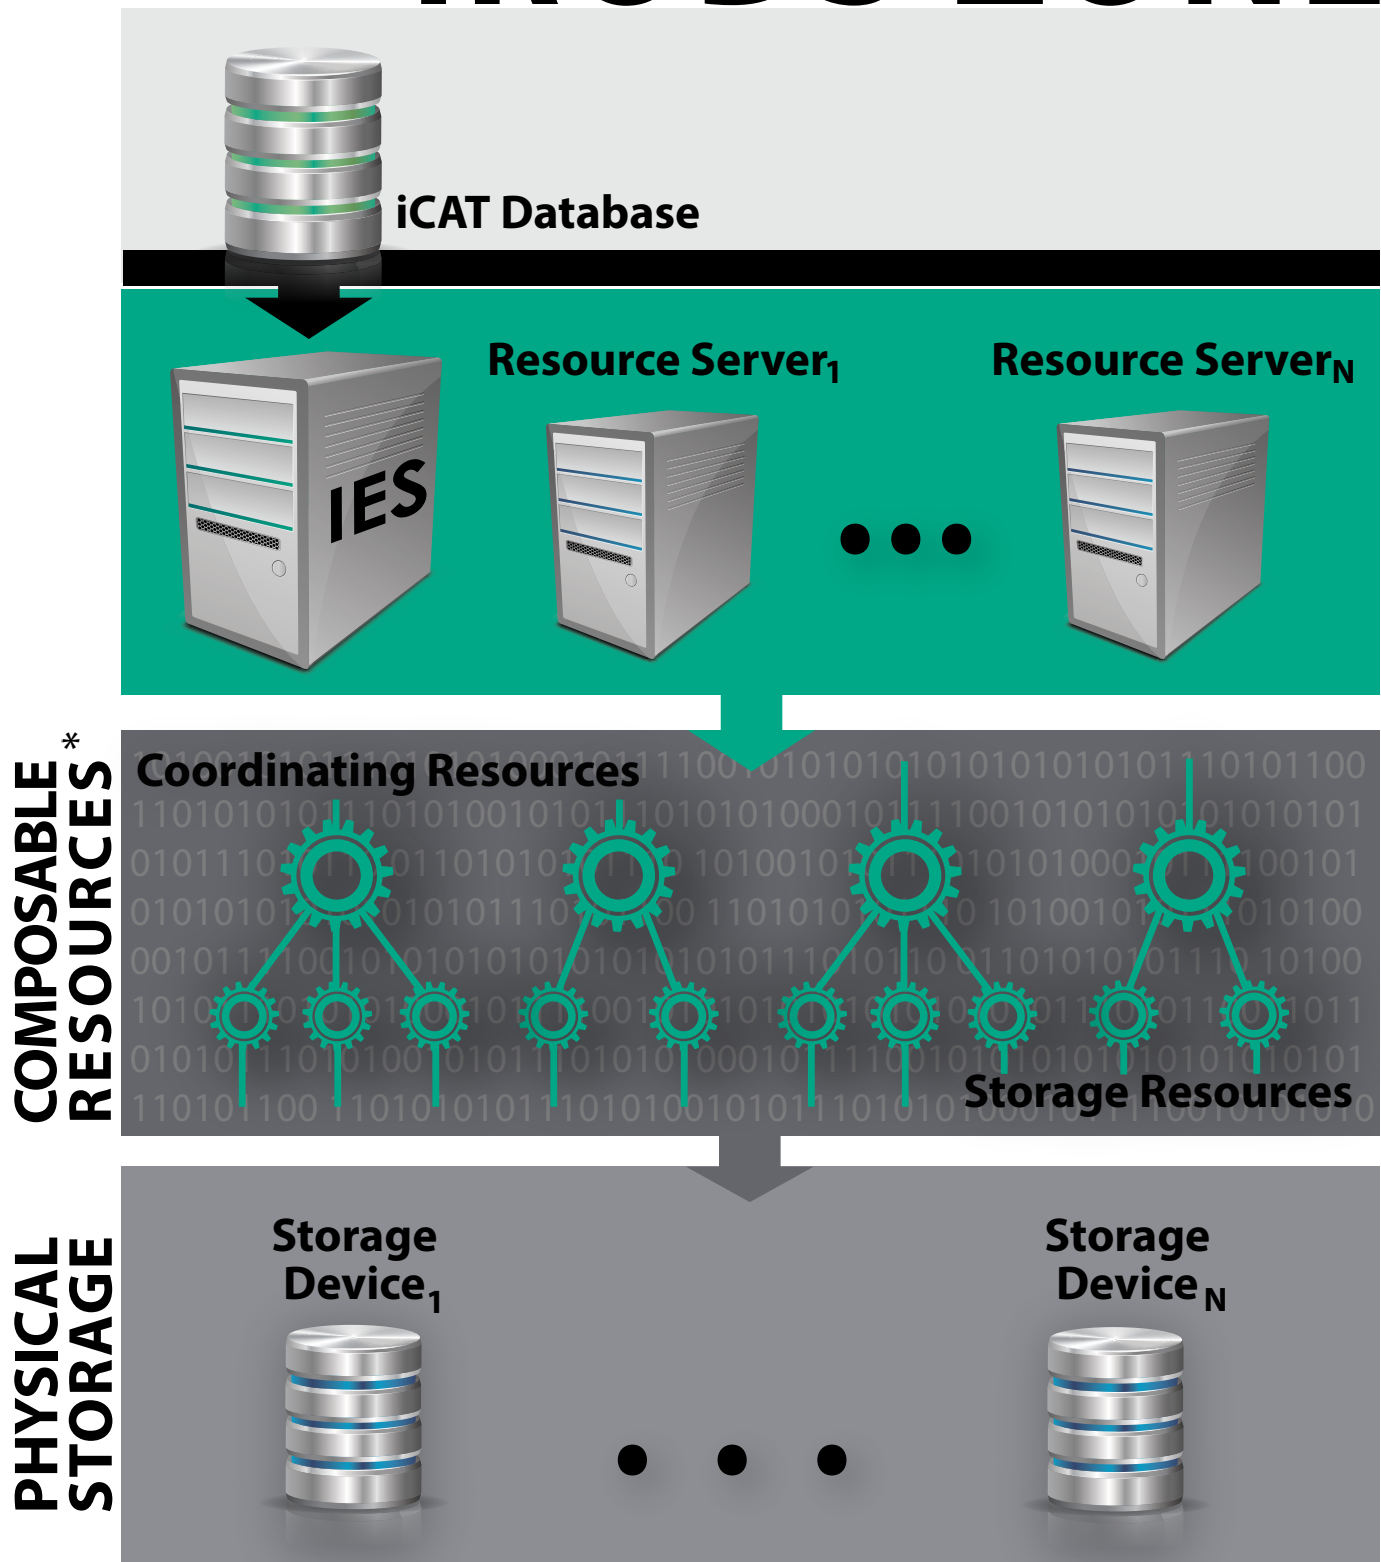 iCAT Database
Resource Server1
Resource ServerN
IES
COMPOSABLE
RESOURCES*
Coordinating Resources
Storage Resources
PHYSICAL
STORAGE
Storage
Device1
Storage
DeviceN